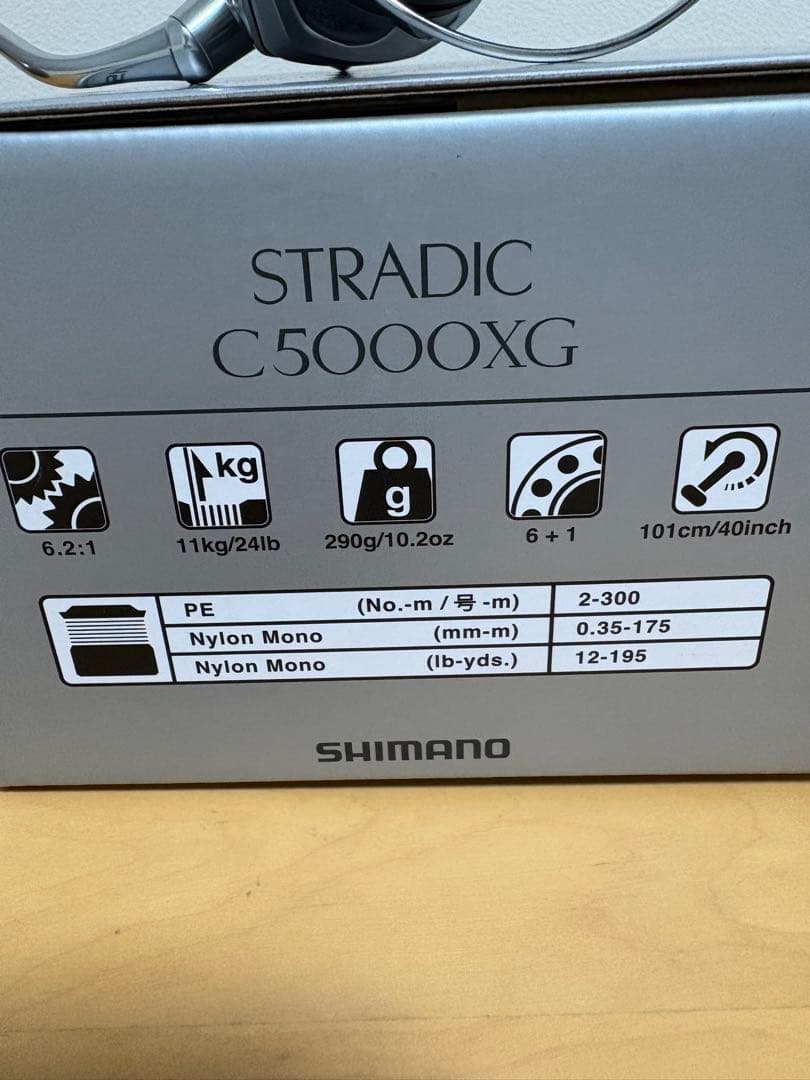 STRADIC
C5000XG
kg
g
6.2:1
11kg/24lb
290g/10.2oz
6 + 1
101cm/40inch
PE (No.-m / 号 -m) 2-300
Nylon Mono (mm-m) 0.35-175
Nylon Mono (lb-yds.) 12-195
SHIMANO